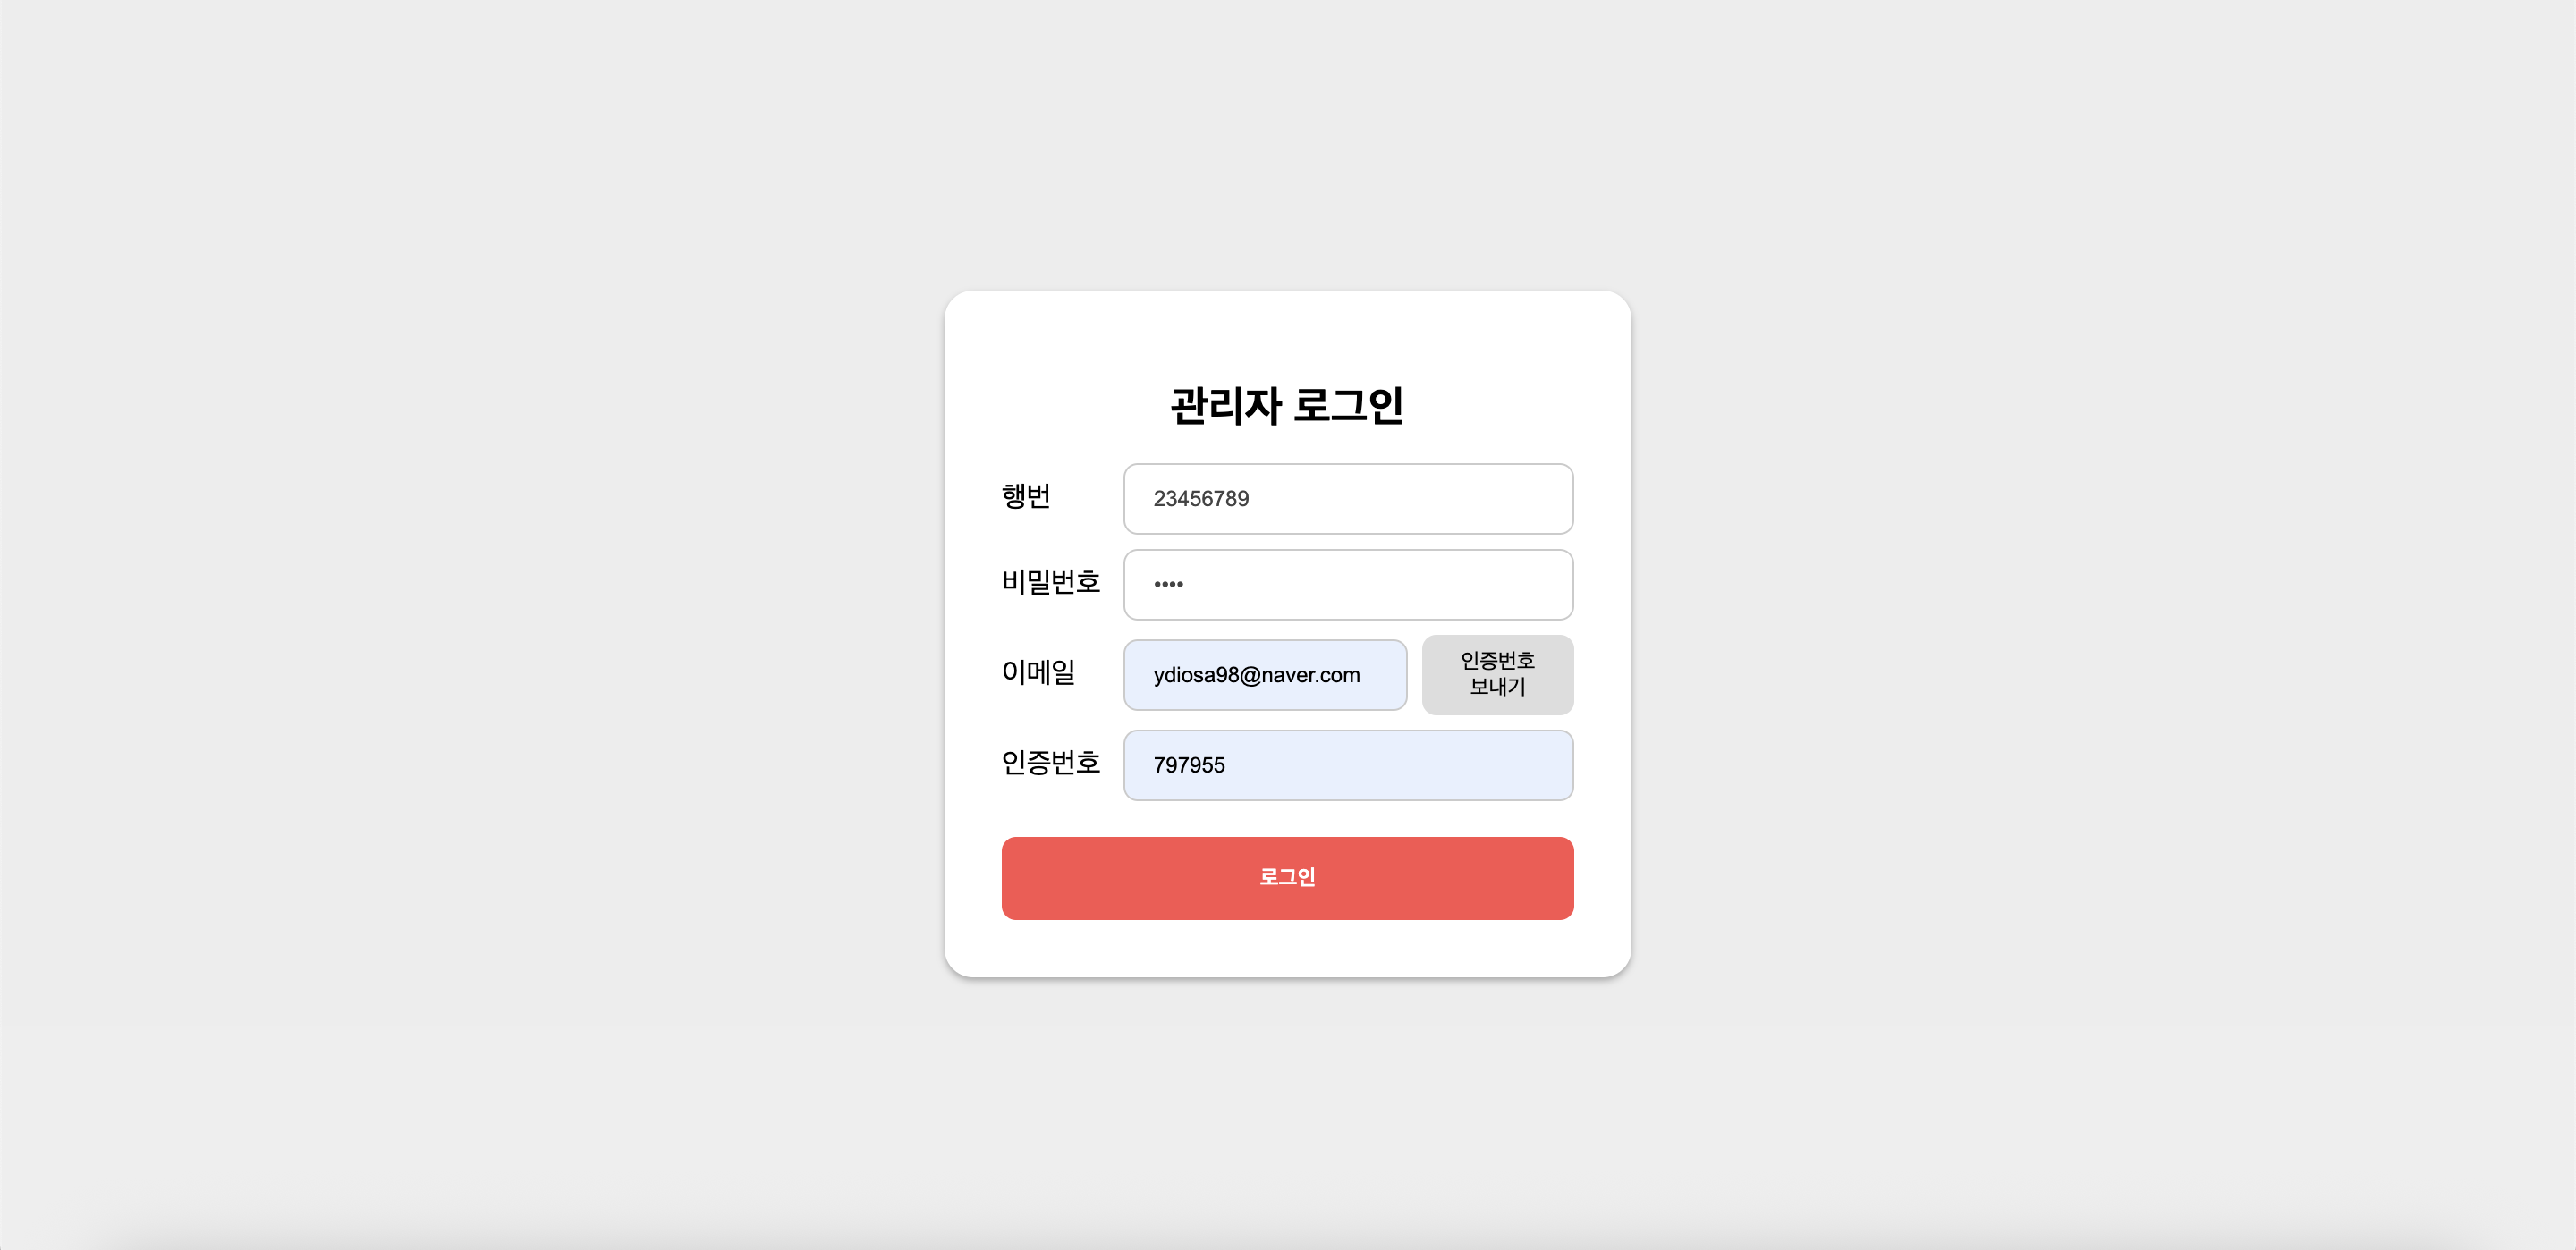 관리자 로그인
행번 23456789
비밀번호 ••••
이메일 ydiosa98@naver.com 인증번호
보내기
인증번호 797955
로그인